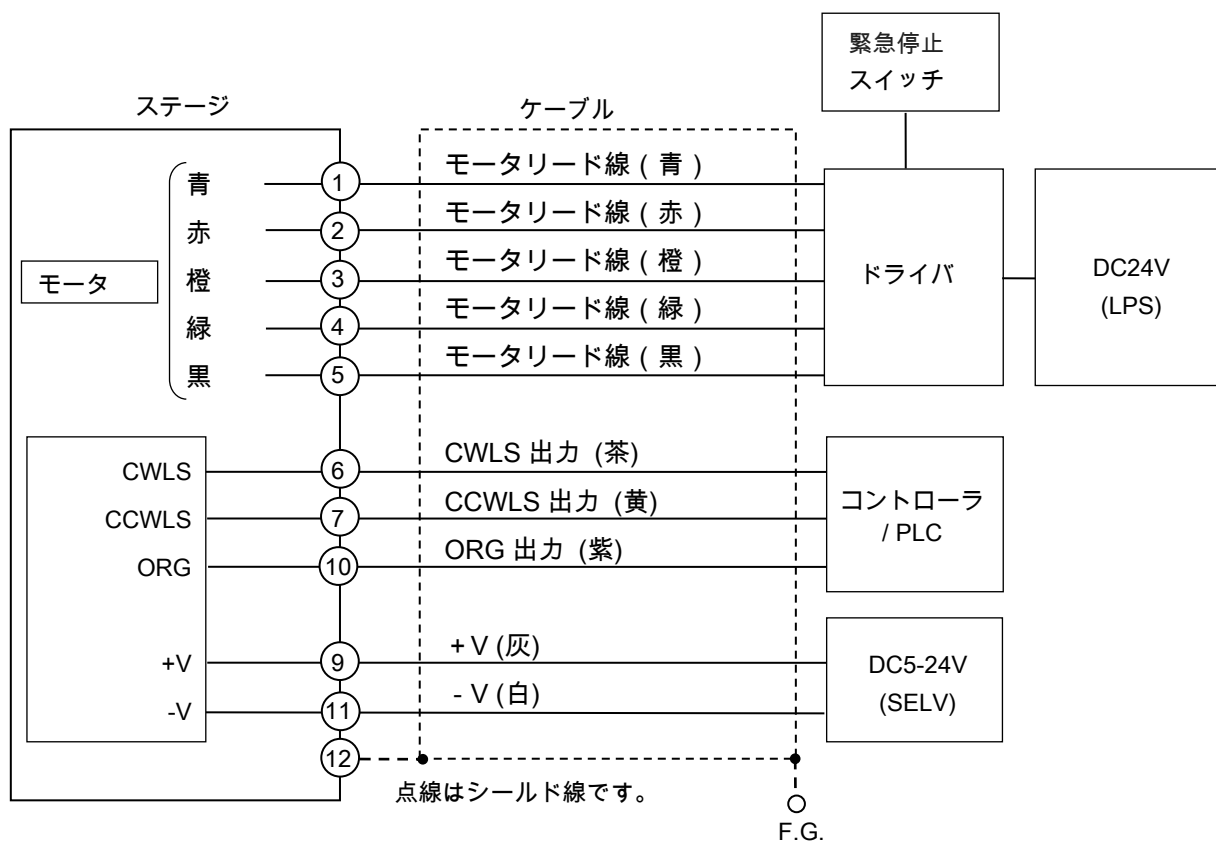 緊急停止
スイッチ
ステージ
ケーブル
モータ
青
赤
橙
緑
黒
1
2
3
4
5
モータリード線 ( 青 )
モータリード線 ( 赤 )
モータリード線 ( 橙 )
モータリード線 ( 緑 )
モータリード線 ( 黒 )
ドライバ
DC24V
(LPS)
CWLS
CCWLS
ORG
6
7
10
CWLS 出力 (茶)
CCWLS 出力 (黄)
ORG 出力 (紫)
コントローラ
/ PLC
+V
-V
9
11
12
+ V (灰)
- V (白)
DC5-24V
(SELV)
点線はシールド線です。
F.G.